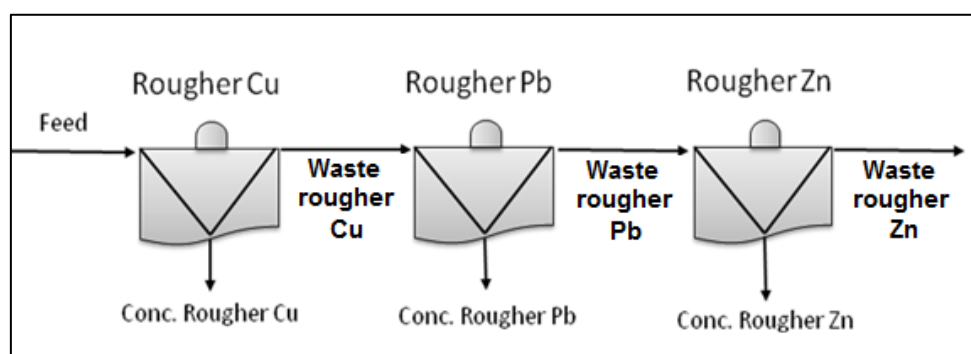 Rougher Cu
Rougher Pb
Rougher Zn
Feed
Waste
rougher
Cu
Waste
rougher
Pb
Waste
rougher
Zn
Conc. Rougher Cu
Conc. Rougher Pb
Conc. Rougher Zn